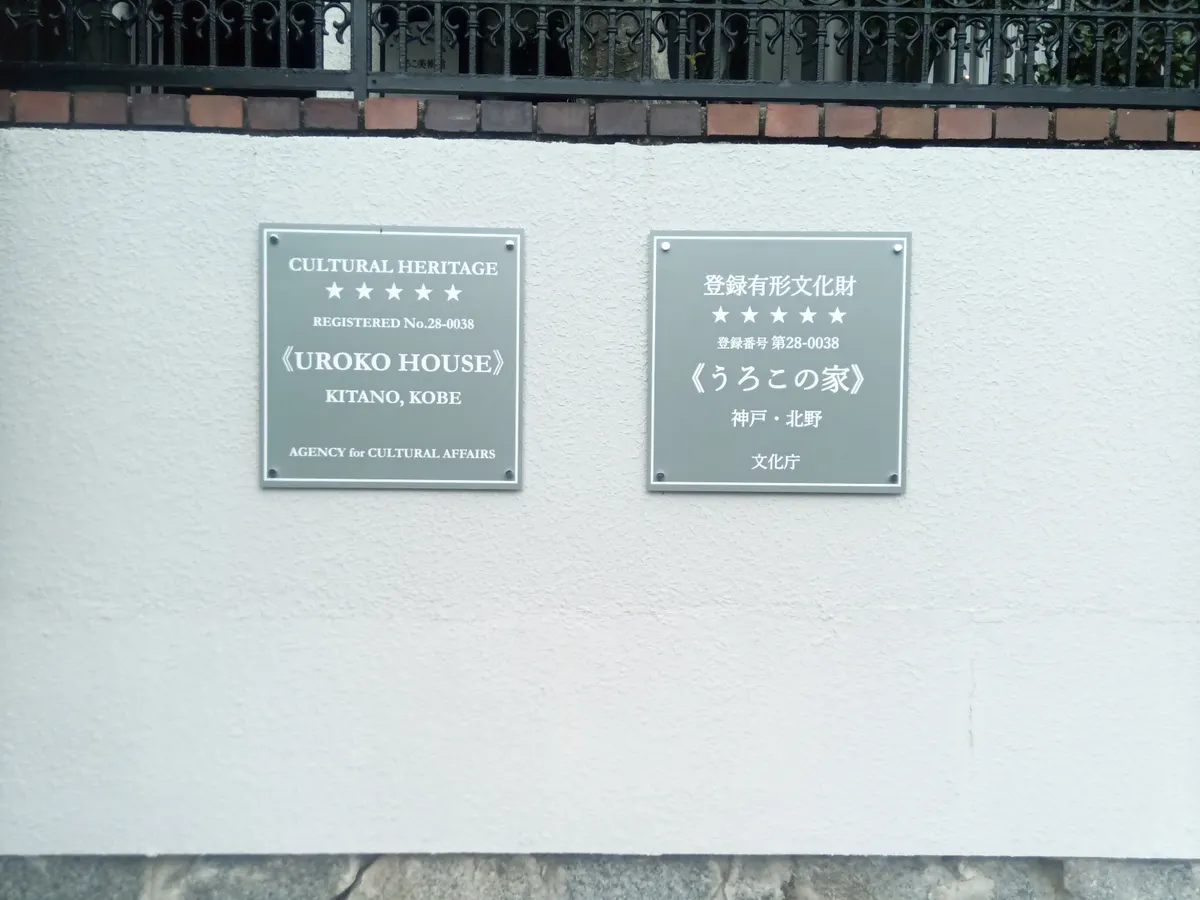 CULTURAL HERITAGE
★★★★★
REGISTERED No.28-0038
《UROKO HOUSE》
KITANO, KOBE
AGENCY for CULTURAL AFFAIRS
登録有形文化財
★★★★★
登録番号 第28-0038
《うろこの家》
神戸・北野
文化庁